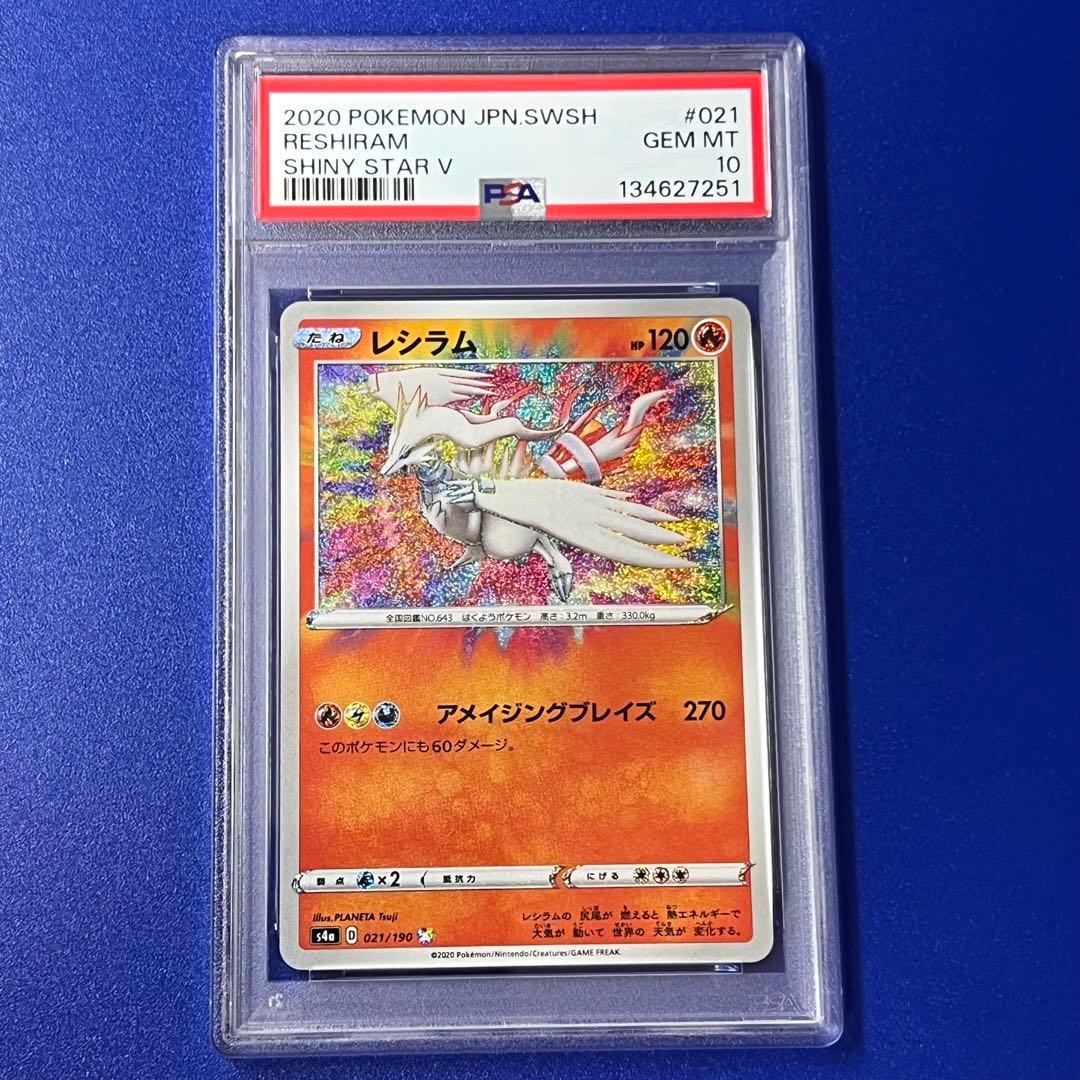 2020 POKEMON JPN.SWSH #021
RESHIRAM GEM MT
SHINY STAR V 10
PSA 134627251
たね レシラム HP 120
全国図鑑NO.643 はくようポケモン 高さ:3.2m 重さ:330.0kg
アメイジングブレイズ 270
このポケモンにも60ダメージ。
弱点 ×2 抵抗力 にげる
illus.PLANETA Tsuji
レシラムの 尻尾が 燃えると 熱エネルギーで
大気が 動いて 世界の 天気が 変化する。
s4a D 021/190
©2020 Pokémon/Nintendo/Creatures/GAME FREAK.
PSA